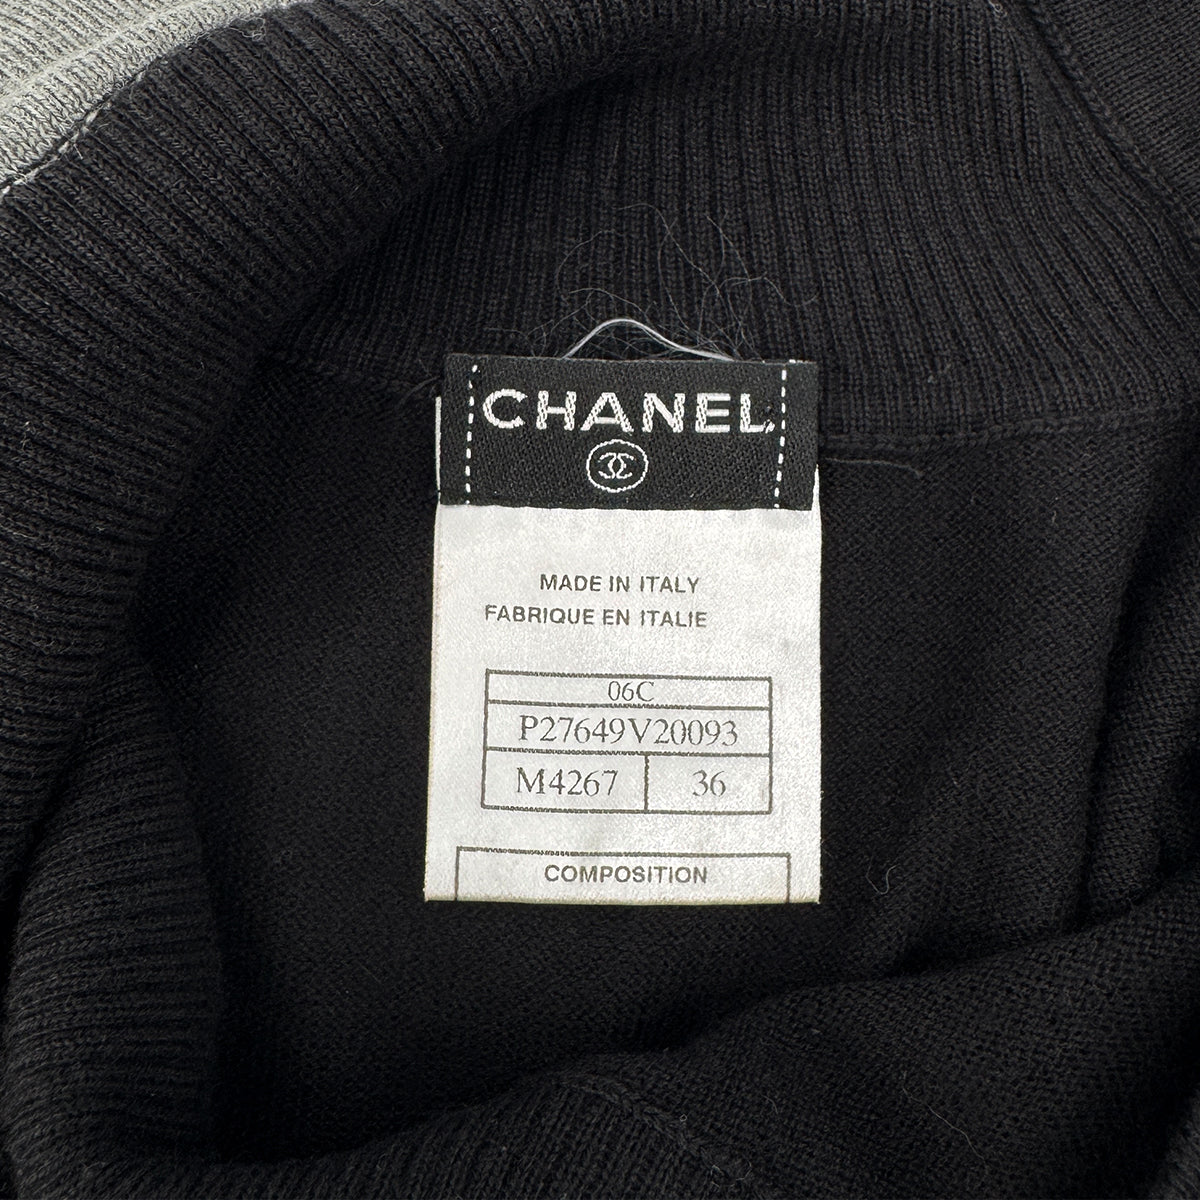 CHANEL
MADE IN ITALY
FABRIQUE EN ITALIE
06C
P27649V20093
M4267 36
COMPOSITION